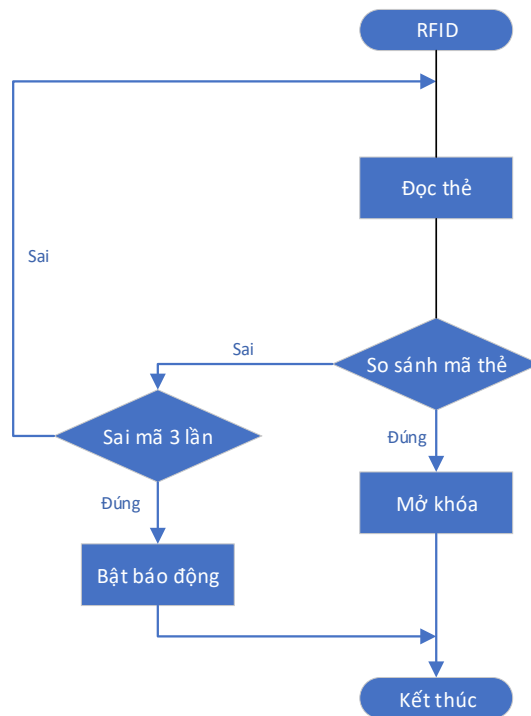 RFID
Đọc thẻ
Sai
Sai
So sánh mã thẻ
Sai mã 3 lần
Đúng
Đúng
Mở khóa
Bật báo động
Kết thúc